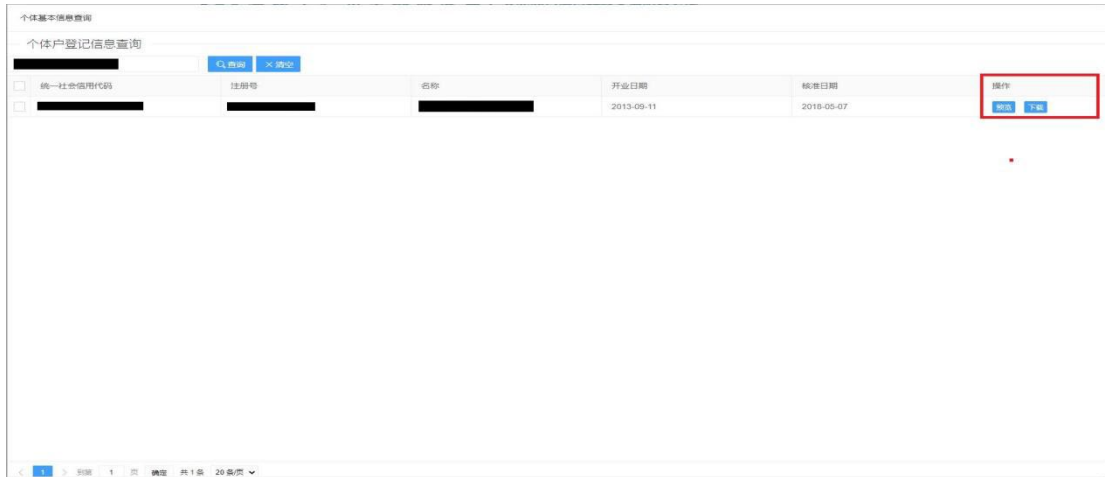 个体基本信息查询
个体户登记信息查询
查询 清空
统一社会信用代码 注册号 名称 开业日期 核准日期 操作
2013-09-11 2018-05-07 预览 下载
1 到第 1 页 确定 共 1 条 20 条/页